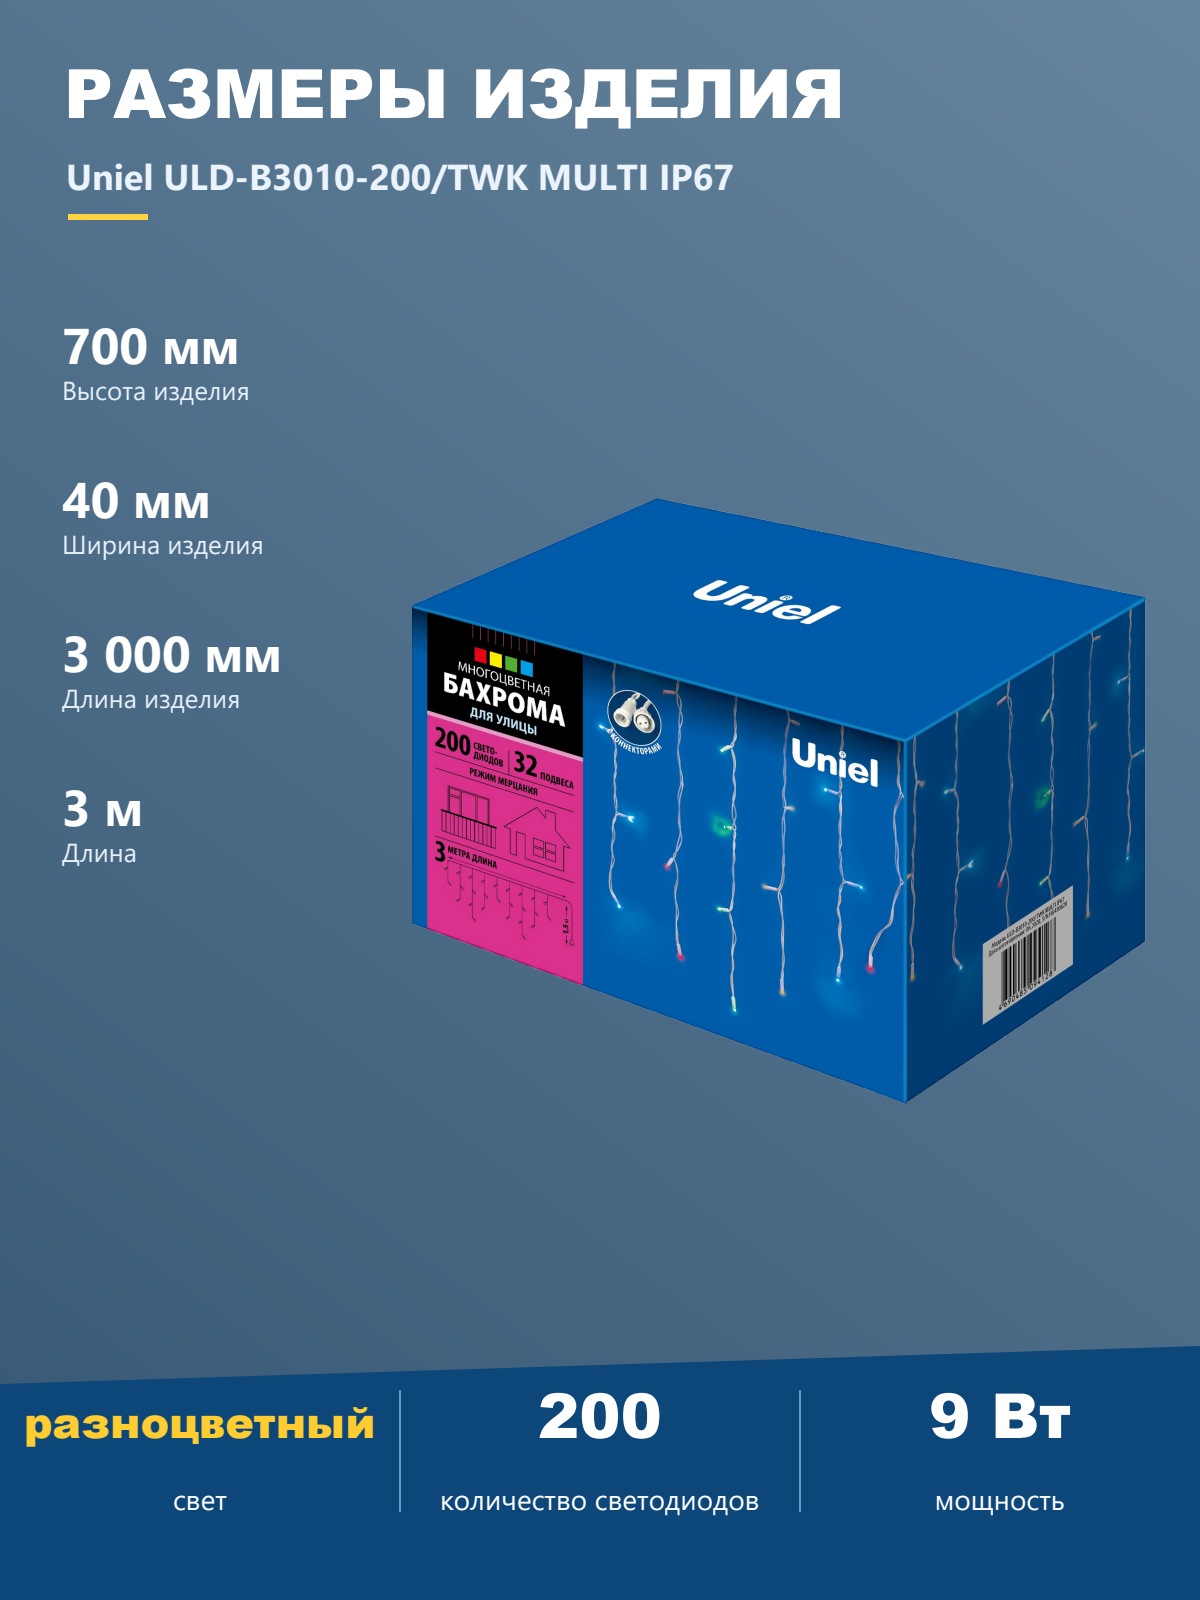 РАЗМЕРЫ ИЗДЕЛИЯ
Uniel ULD-B3010-200/TWK MULTI IP67
700 мм
Высота изделия
40 мм
Ширина изделия
3 000 мм
Длина изделия
3 м
Длина
Uniel
МНОГОЦВЕТНАЯ
БАХРОМА
ДЛЯ УЛИЦЫ
200 СВЕТО-
ДИОДОВ
32 ПОДВЕСА
РЕЖИМ МЕРЦАНИЯ
3 МЕТРА ДЛИНА
С КОННЕКТОРАМИ
Uniel
разноцветный
свет
200
количество светодиодов
9 Вт
мощность